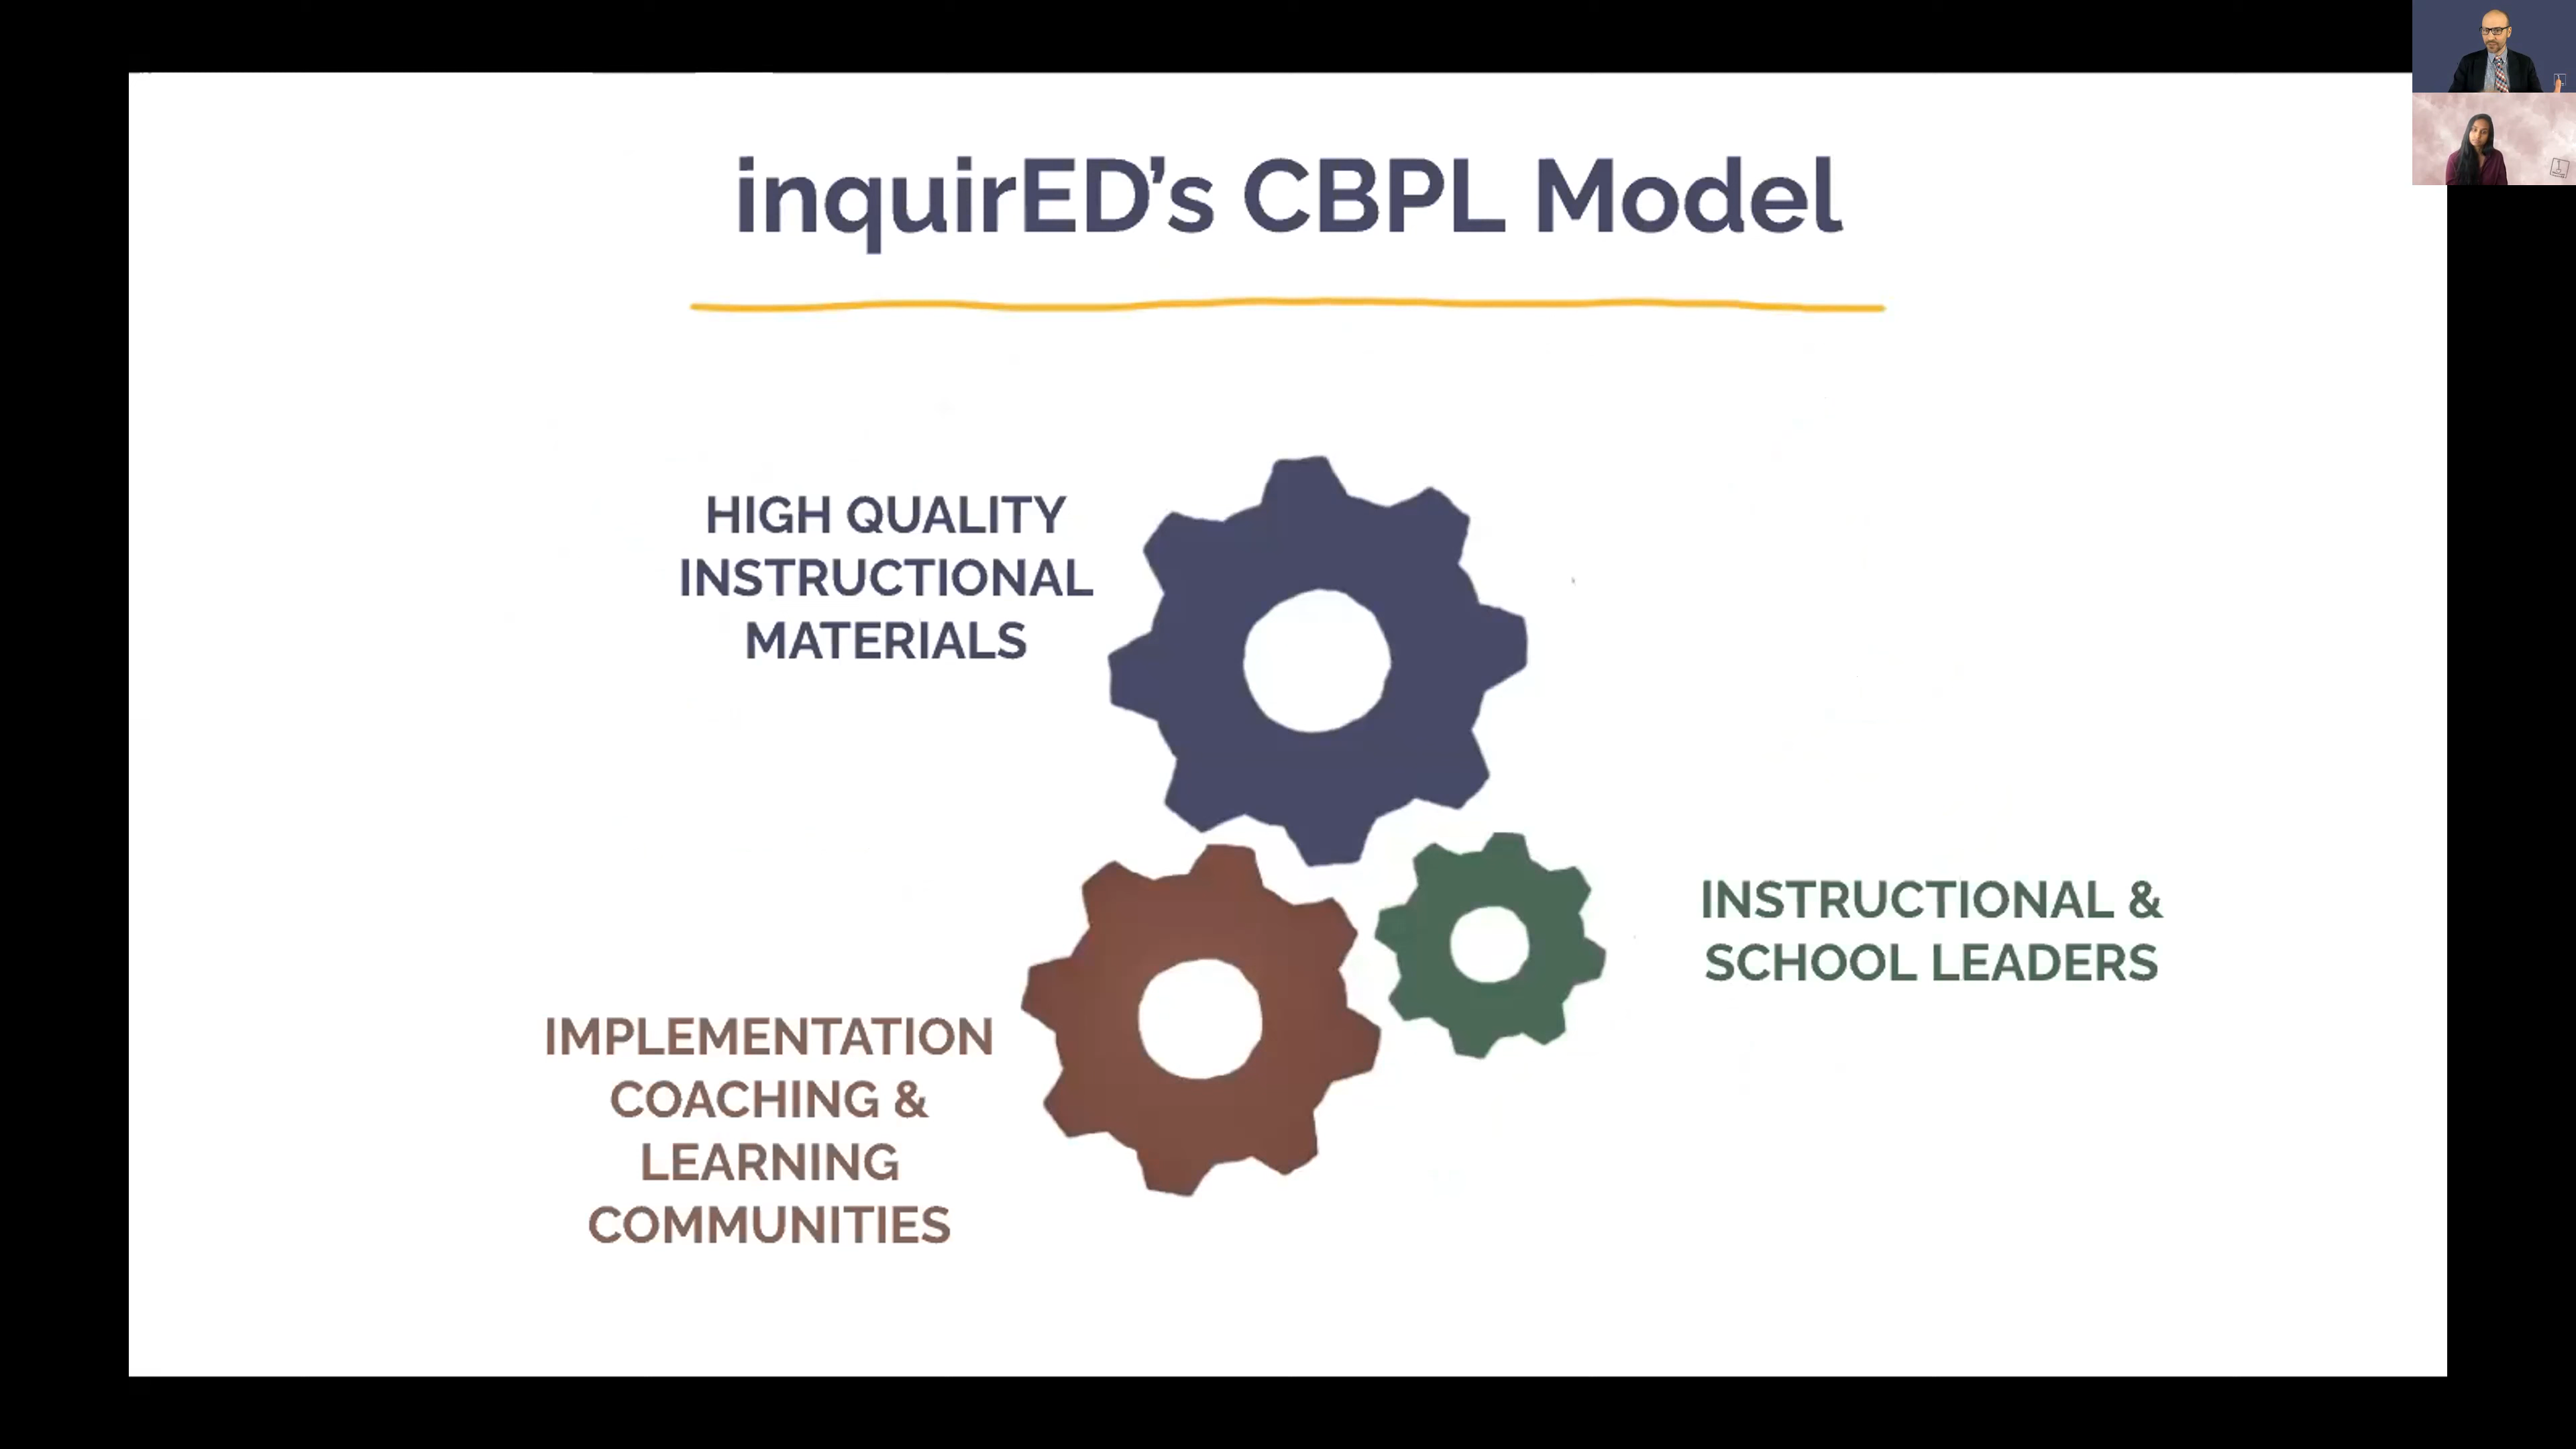 inquirED’s CBPL Model
HIGH QUALITY
INSTRUCTIONAL
MATERIALS
INSTRUCTIONAL &
SCHOOL LEADERS
IMPLEMENTATION
COACHING &
LEARNING
COMMUNITIES